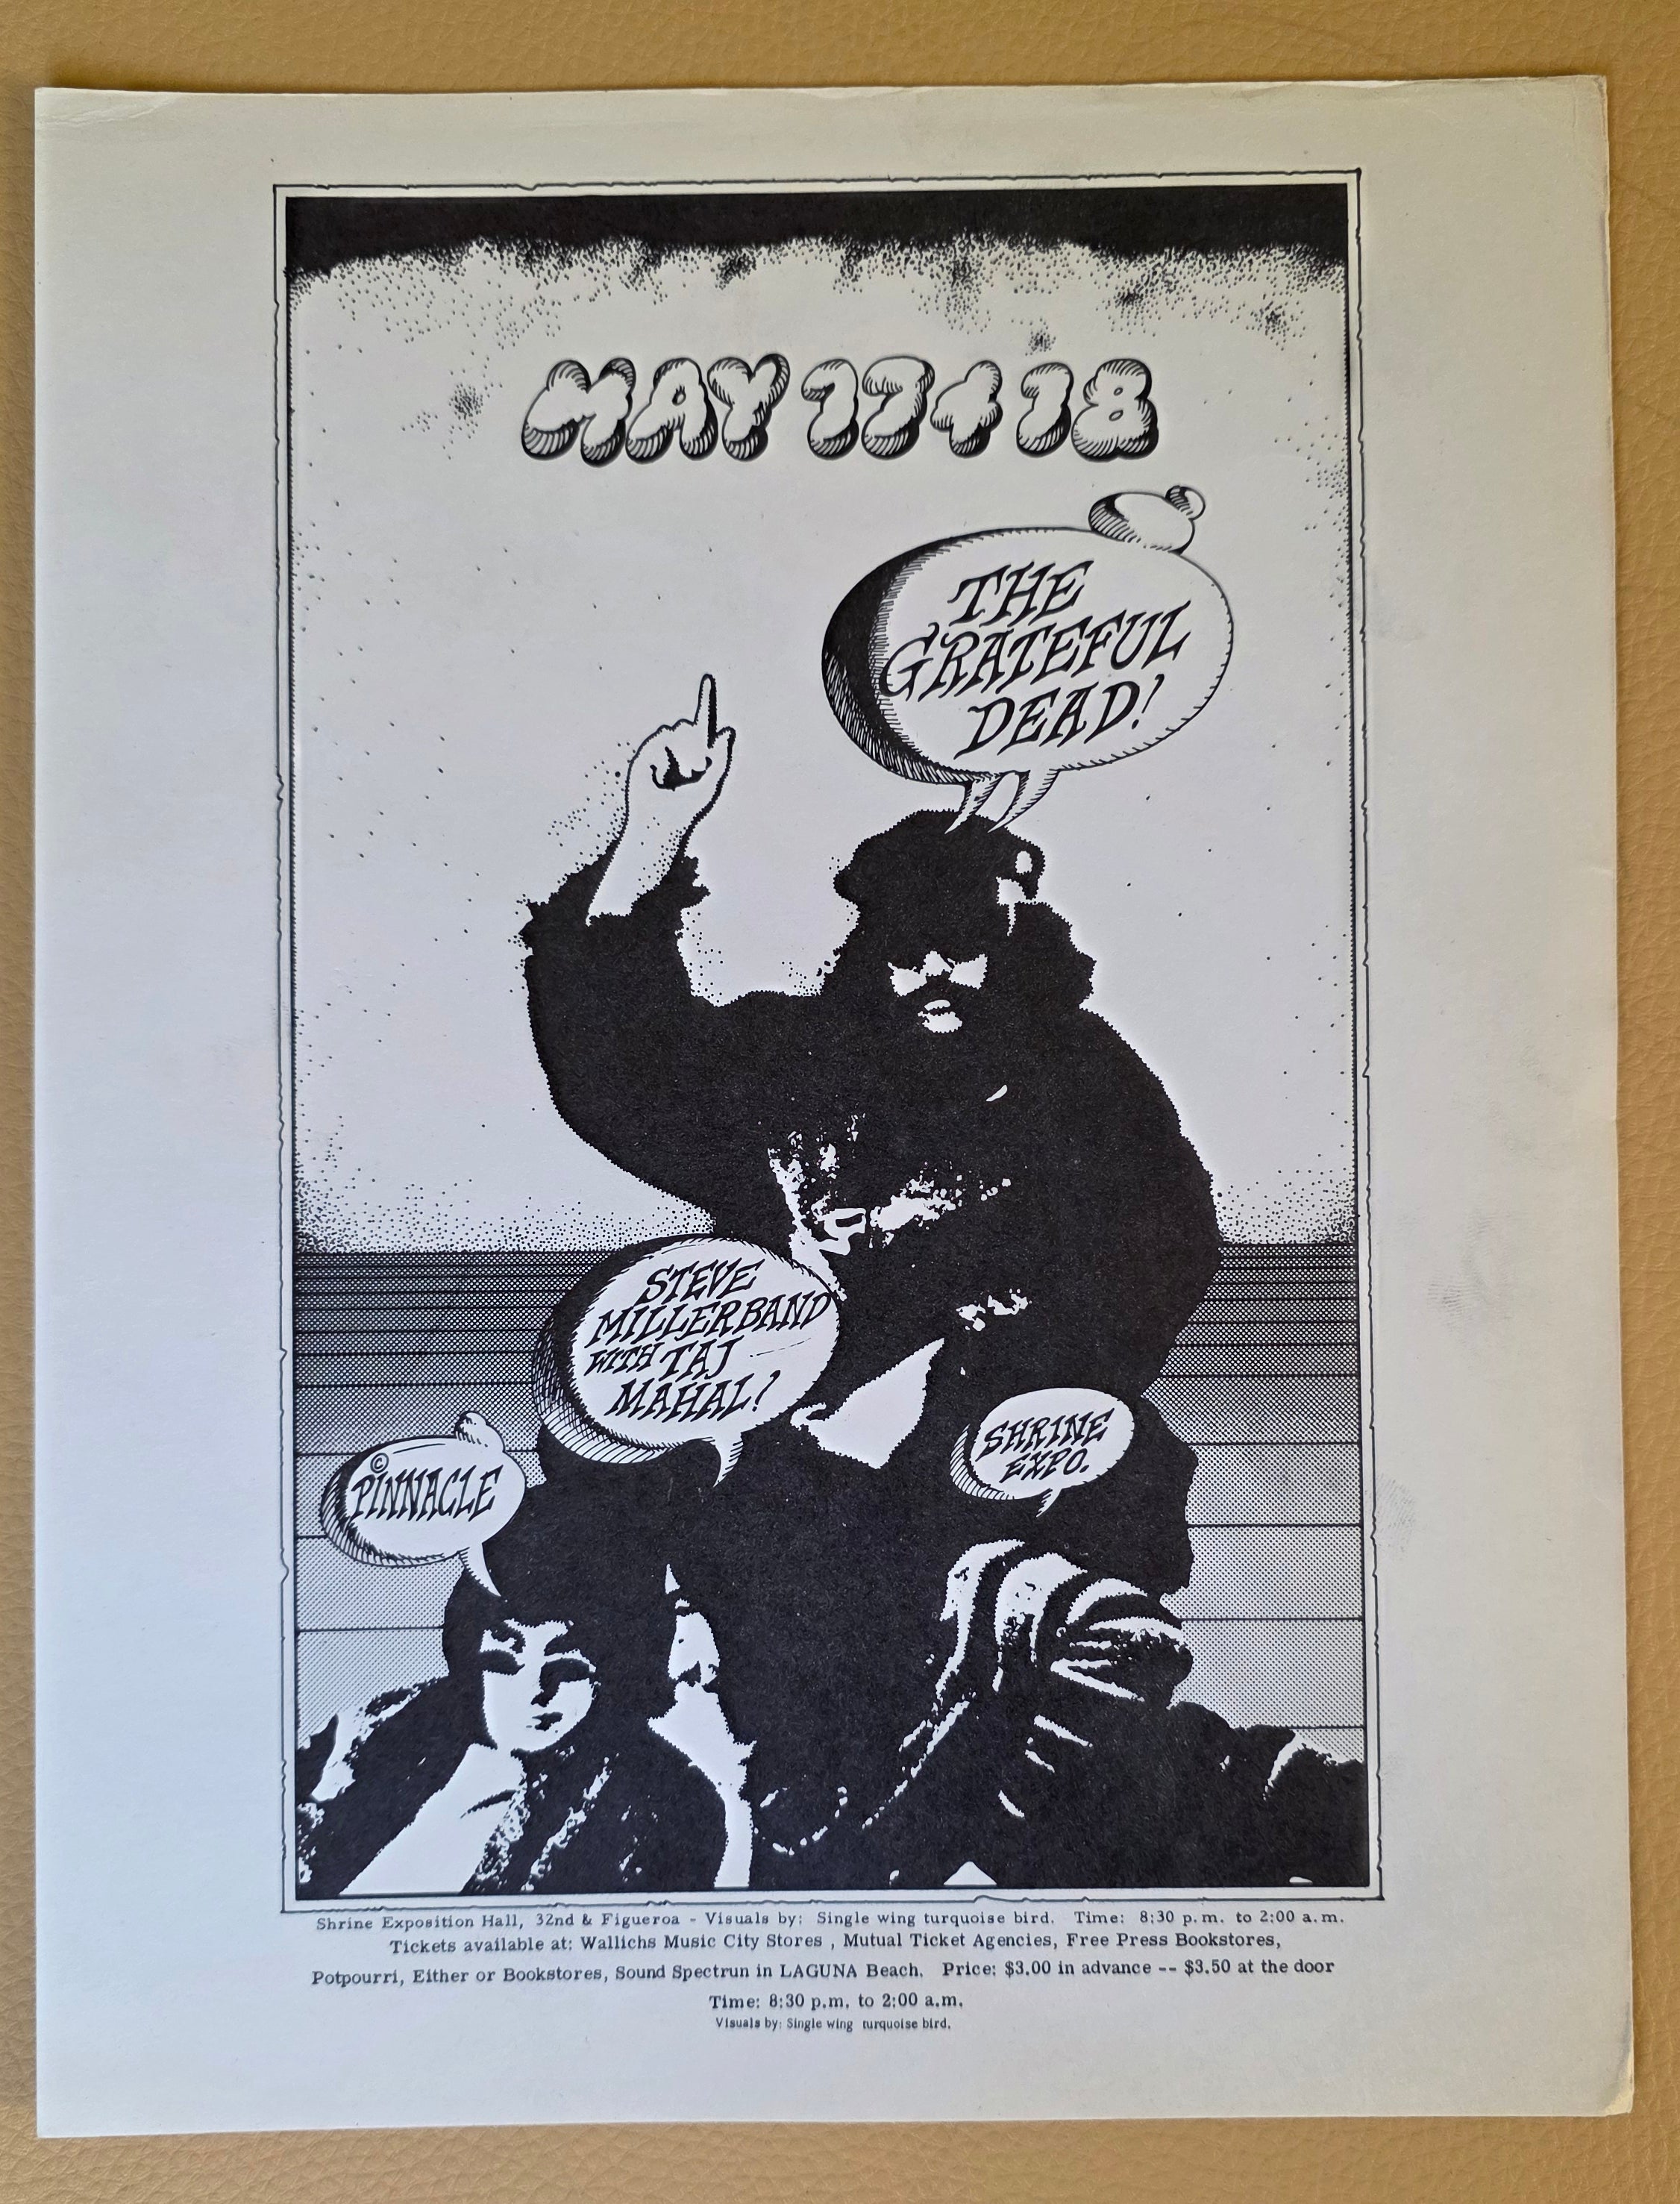 MAY 17 & 18
THE
GRATEFUL
DEAD!
STEVE
MILLERBAND
WITH TAJ
MAHAL!
SHRINE
EXPO.
©
PINNACLE
Shrine Exposition Hall, 32nd & Figueroa - Visuals by: Single wing turquoise bird. Time: 8:30 p.m. to 2:00 a.m.
Tickets available at: Wallichs Music City Stores , Mutual Ticket Agencies, Free Press Bookstores,
Potpourri, Either or Bookstores, Sound Spectrun in LAGUNA Beach. Price: $3.00 in advance -- $3.50 at the door
Time: 8:30 p.m. to 2:00 a.m.
Visuals by: Single wing turquoise bird.